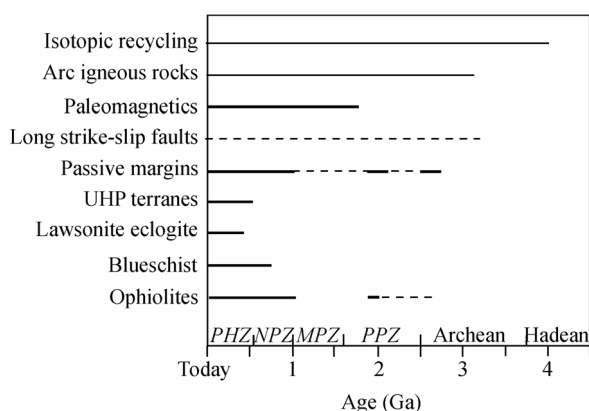 Isotopic recycling
Arc igneous rocks
Paleomagnetics
Long strike-slip faults
Passive margins
UHP terranes
Lawsonite eclogite
Blueschist
Ophiolites
PHZ NPZ MPZ PPZ Archean Hadean
Today 1 2 3 4
Age (Ga)